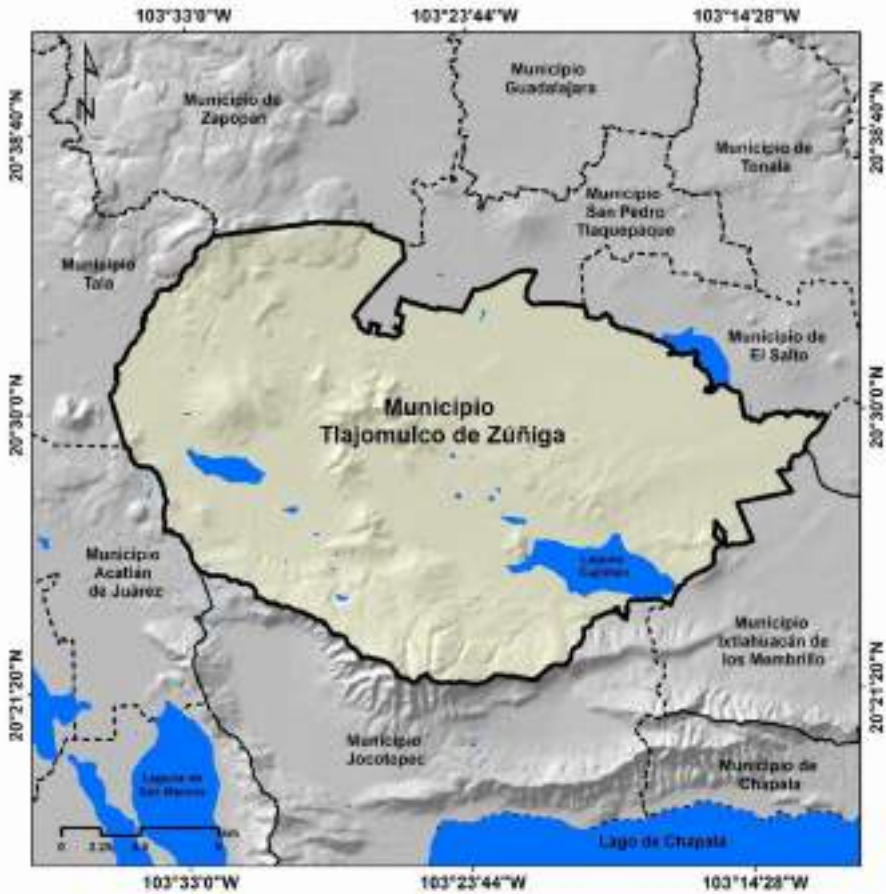 103°33'0"W
103°23'44"W
103°14'28"W
20°38'40"N
20°38'40"N
N
Municipio de
Zapopan
Municipio
Guadalajara
Municipio de
Tonala
Municipio
San Pedro
Tlaquepaque
Municipio
Tala
Municipio de
El Salto
20°30'0"N
20°30'0"N
Municipio
Tlajomulco de Zúñiga
Municipio
Acatlán
de Juárez
Laguna
Municipio
Ixtlahuacán de
los Membrillo
20°21'20"N
20°21'20"N
Municipio
Jocotepec
Municipio de
Chapala
Laguna de
San Marcos
Lago de Chapala
0
9
103°33'0"W
103°23'44"W
103°14'28"W